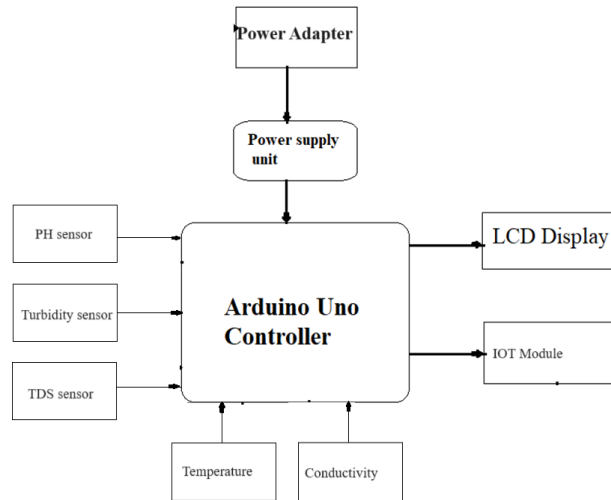 Power Adapter
Power supply
unit
PH sensor
LCD Display
Turbidity sensor
Arduino Uno
Controller
IOT Module
TDS sensor
Temperature
Conductivity